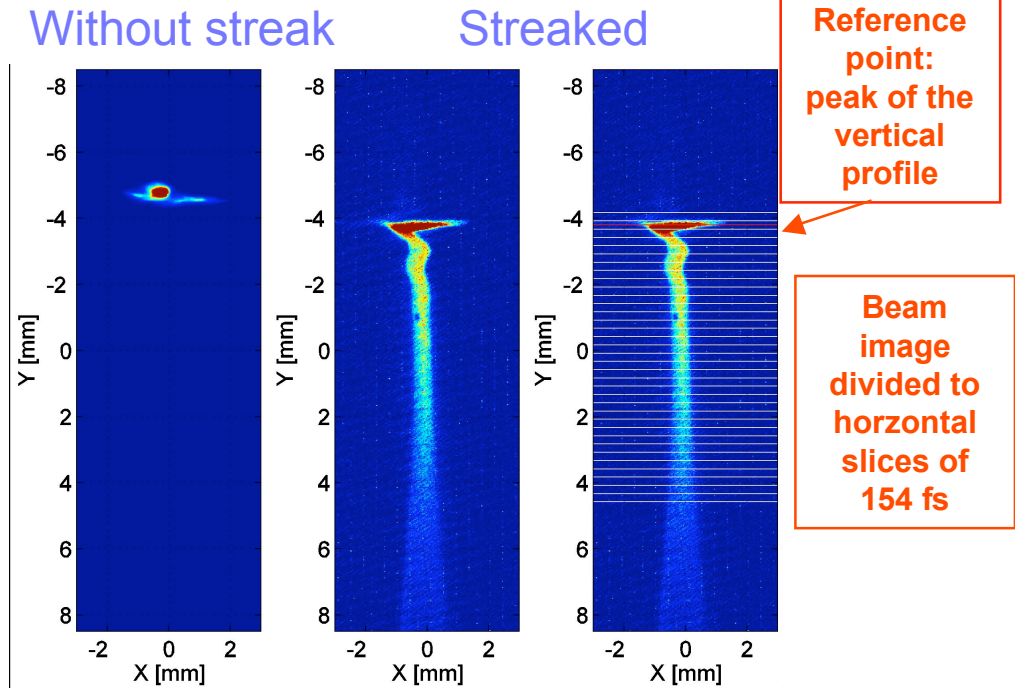 Without streak
Streaked
Reference
point:
peak of the
vertical
profile
Beam
image
divided to
horzontal
slices of
154 fs
-8
-6
-4
-2
0
2
4
6
8
Y [mm]
-2 0 2
X [mm]
-8
-6
-4
-2
0
2
4
6
8
Y [mm]
-2 0 2
X [mm]
-8
-6
-4
-2
0
2
4
6
8
Y [mm]
-2 0 2
X [mm]